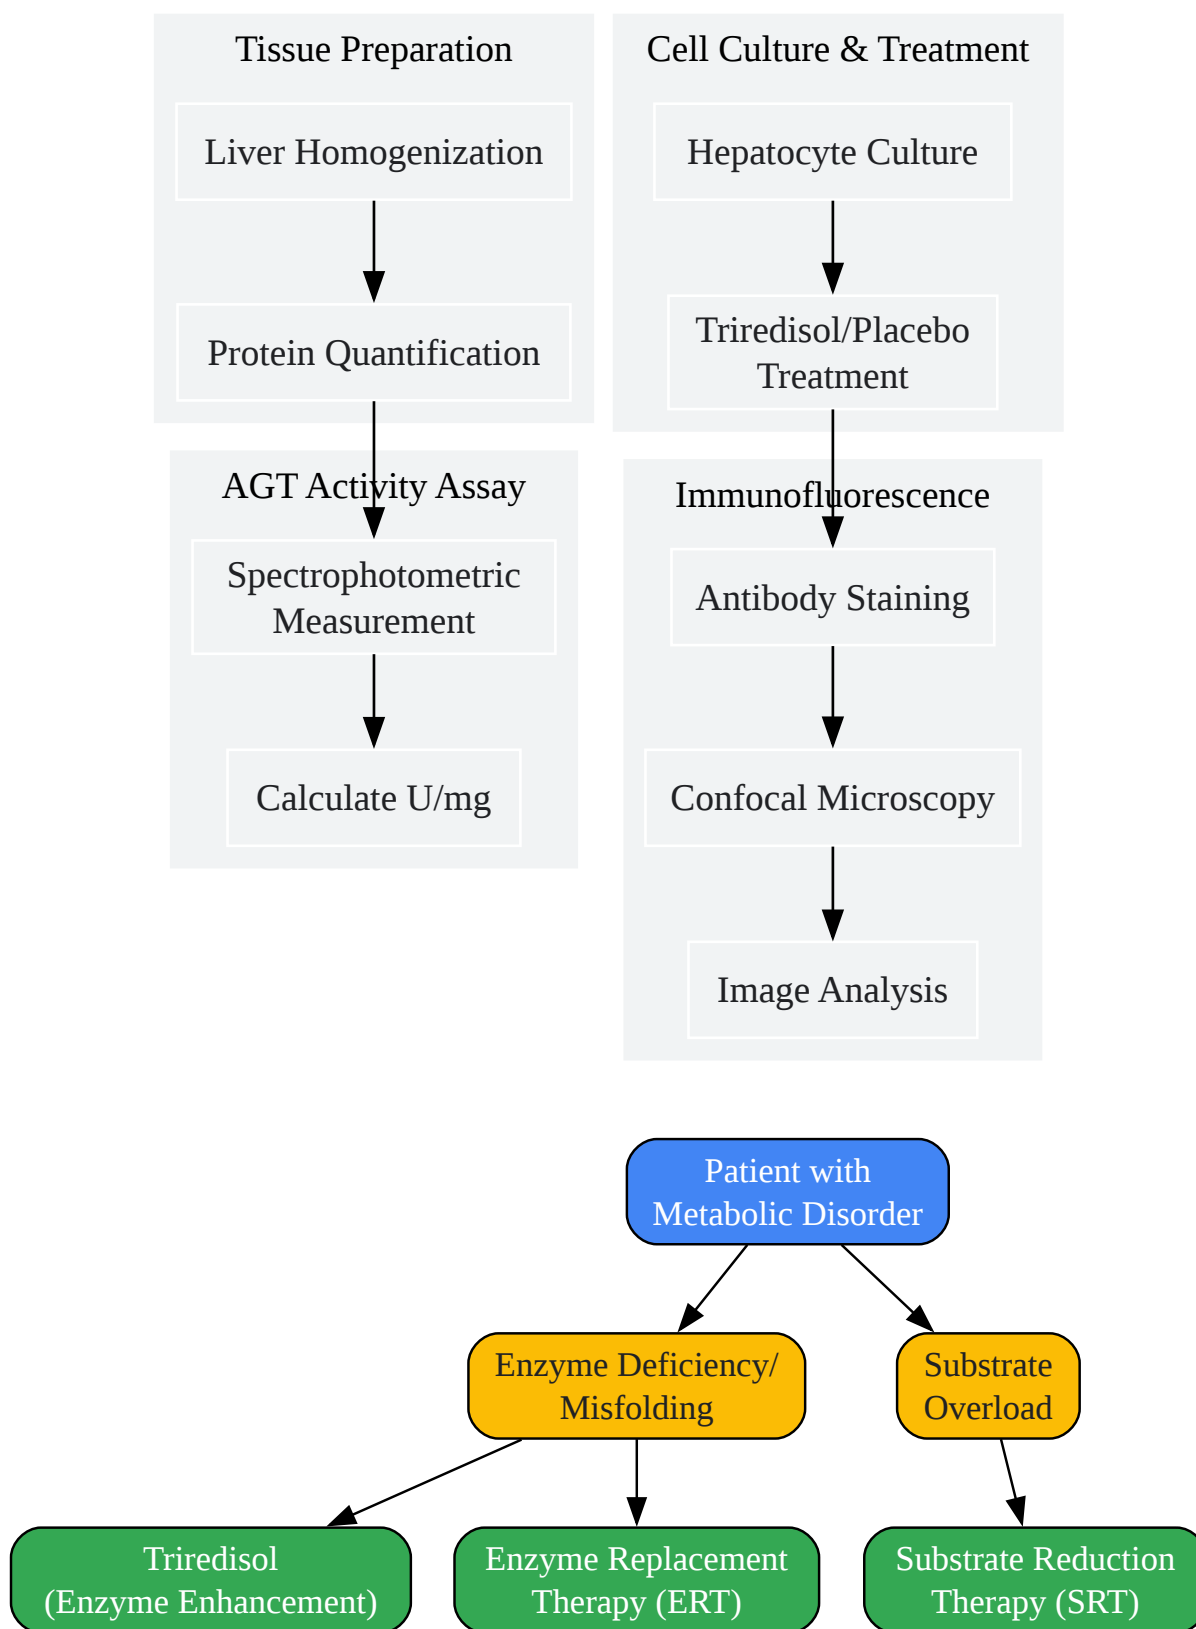 Tissue Preparation
Liver Homogenization
Protein Quantification
AGT Activity Assay
Spectrophotometric
Measurement
Calculate U/mg
Cell Culture & Treatment
Hepatocyte Culture
Triredisol/Placebo
Treatment
Immunofluorescence
Antibody Staining
Confocal Microscopy
Image Analysis
Patient with
Metabolic Disorder
Enzyme Deficiency/
Misfolding
Substrate
Overload
Triredisol
(Enzyme Enhancement)
Enzyme Replacement
Therapy (ERT)
Substrate Reduction
Therapy (SRT)